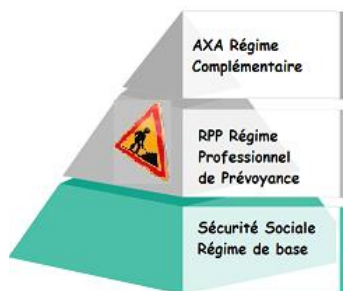 AXA Régime
Complémentaire
RPP Régime
Professionnel
de Prévoyance
Sécurité Sociale
Régime de base